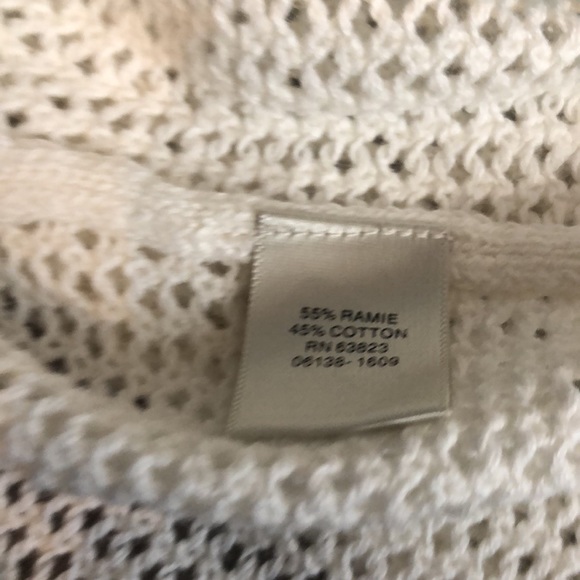 55% RAMIE
45% COTTON
RN 63823
06138-1609